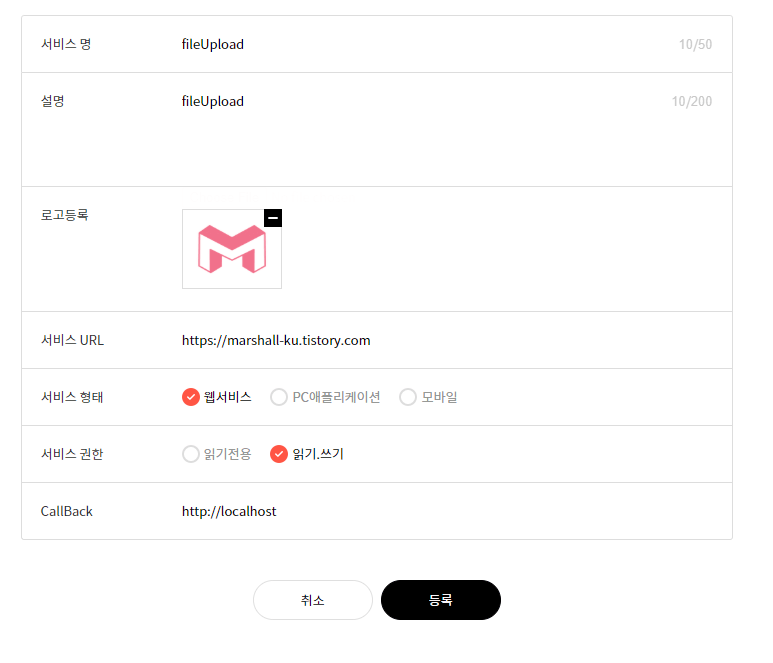 서비스 명 fileUpload 10/50
설명 fileUpload 10/200
로고등록
서비스 URL https://marshall-ku.tistory.com
서비스 형태 웹서비스 PC애플리케이션 모바일
서비스 권한 읽기전용 읽기.쓰기
CallBack http://localhost
취소 등록